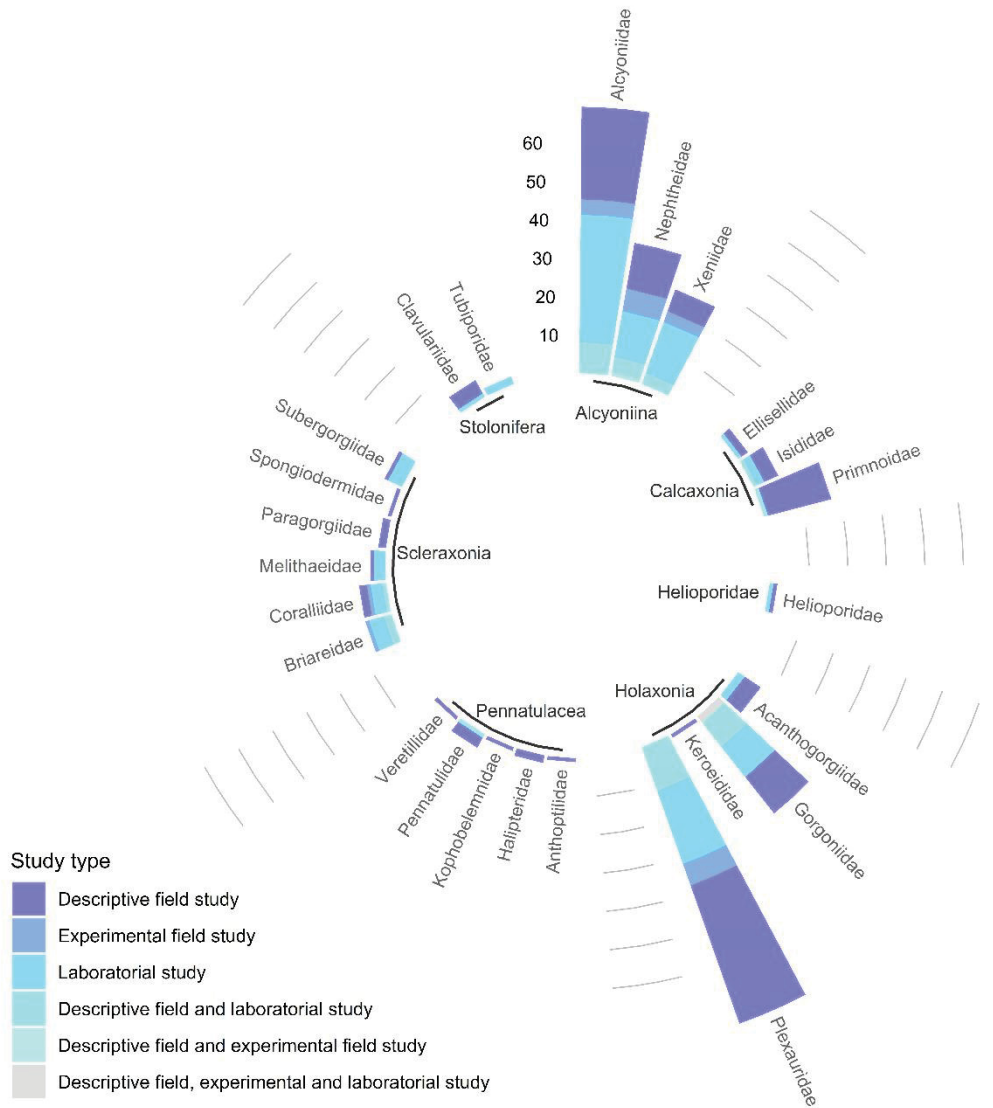 Alcyoniidae
Nephtheidae
Xeniidae
60
50
40
30
20
10
Alcyoniina
Clavulariidae
Tubiporidae
Stolonifera
Ellisellidae
Isididae
Primnoidae
Calcaxonia
Subergorgiidae
Spongiodermidae
Paragorgiidae
Melithaeidae
Coralliidae
Briareidae
Scleraxonia
Helioporidae
Helioporidae
Holaxonia
Acanthogorgiidae
Gorgoniidae
Keroeididae
Plexauridae
Pennatulacea
Veretillidae
Pennatulidae
Kophobelemnidae
Halipteridae
Anthoptilidae
Study type
Descriptive field study
Experimental field study
Laboratorial study
Descriptive field and laboratorial study
Descriptive field and experimental field study
Descriptive field, experimental and laboratorial study